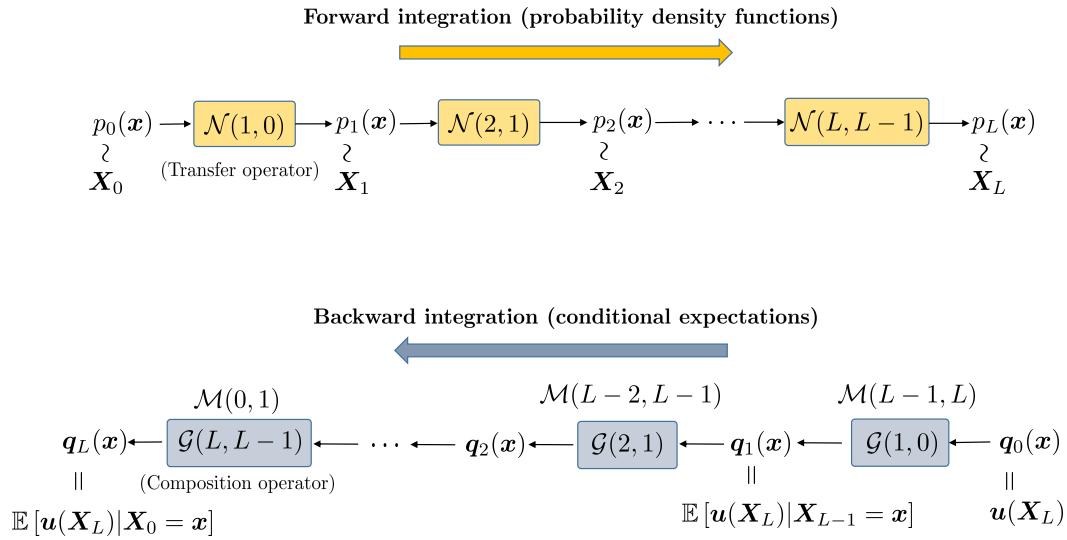 Forward integration (probability density functions)
p₀(x) → 𝒩(1, 0) → p₁(x) → 𝒩(2, 1) → p₂(x) → ⋯ → 𝒩(L, L − 1) → p_L(x)
≀ ≀ ≀ ≀
(Transfer operator)
X₀ X₁ X₂ X_L
Backward integration (conditional expectations)
ℳ(0, 1) ℳ(L − 2, L − 1) ℳ(L − 1, L)
q_L(x) ← 𝒢(L, L − 1) ← ⋯ ← q₂(x) ← 𝒢(2, 1) ← q₁(x) ← 𝒢(1, 0) ← q₀(x)
|| (Composition operator) || ||
𝔼 [u(X_L)|X₀ = x] 𝔼 [u(X_L)|X_{L−1} = x] u(X_L)